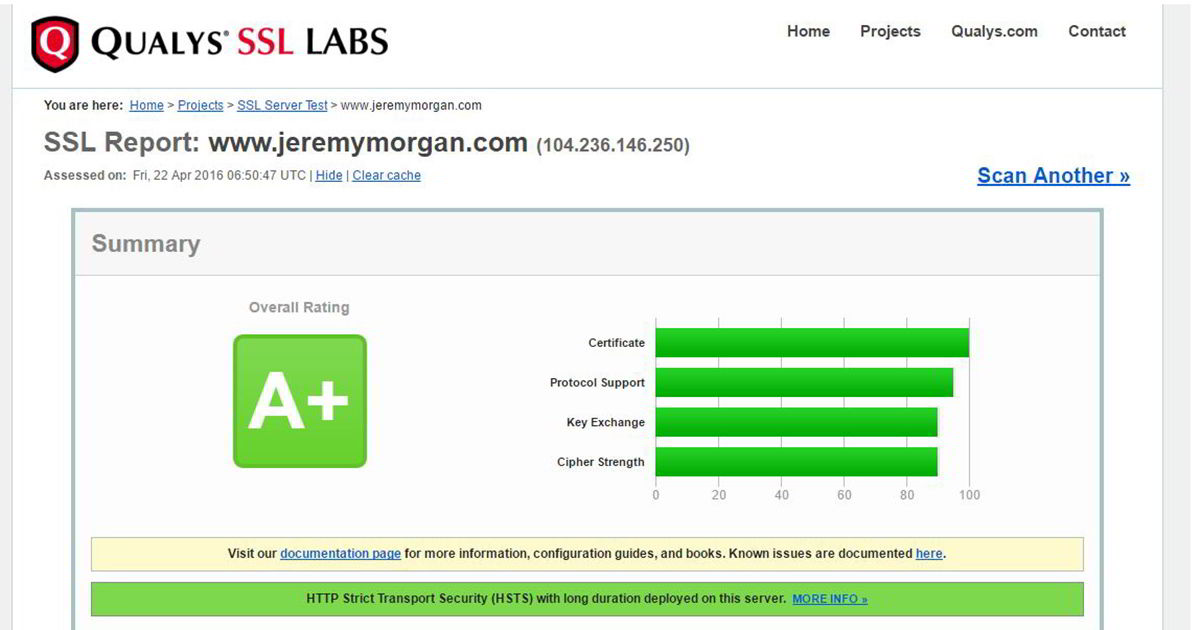 QUALYS® SSL LABS
Home Projects Qualys.com Contact
You are here: Home > Projects > SSL Server Test > www.jeremymorgan.com
SSL Report: www.jeremymorgan.com (104.236.146.250)
Assessed on: Fri, 22 Apr 2016 06:50:47 UTC | Hide | Clear cache
Scan Another »
Summary
Overall Rating
A+
Certificate
Protocol Support
Key Exchange
Cipher Strength
0 20 40 60 80 100
Visit our documentation page for more information, configuration guides, and books. Known issues are documented here.
HTTP Strict Transport Security (HSTS) with long duration deployed on this server. MORE INFO »